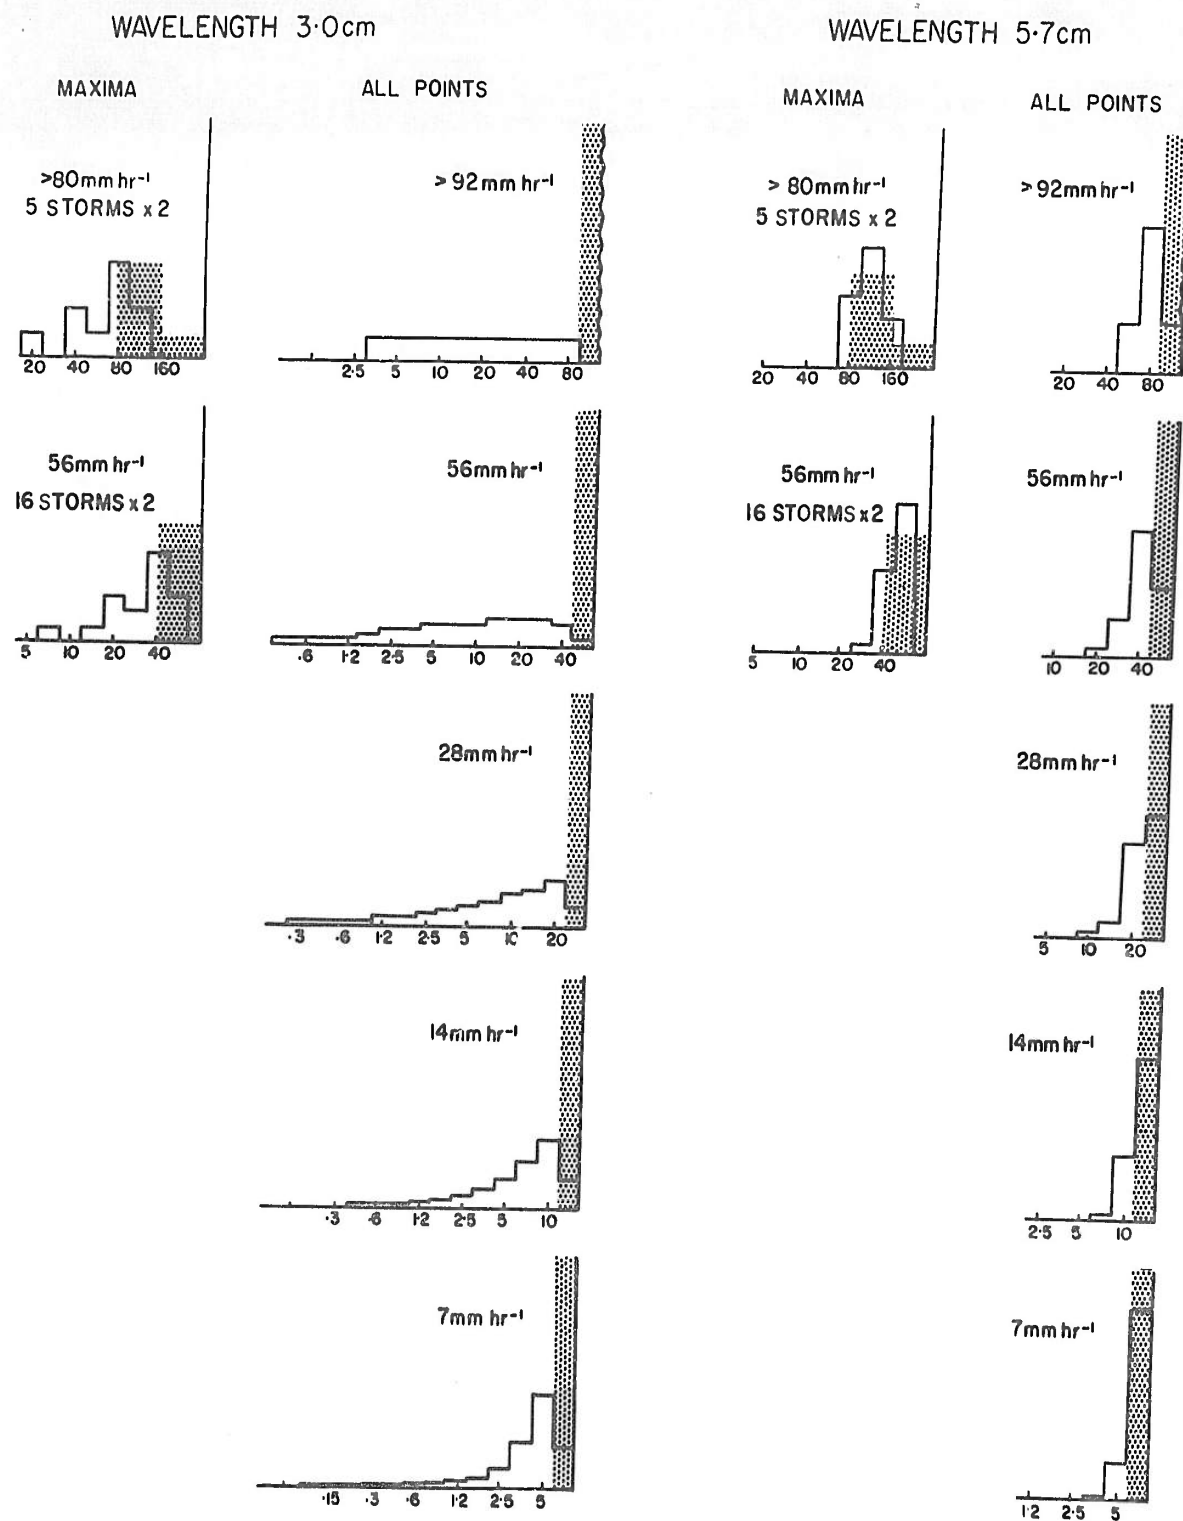 WAVELENGTH 3·0cm
WAVELENGTH 5·7cm
MAXIMA
ALL POINTS
MAXIMA
ALL POINTS
>80mm hr⁻¹
5 STORMS x 2
20 40 80 160
> 92mm hr⁻¹
2·5 5 10 20 40 80
> 80mm hr⁻¹
5 STORMS x 2
20 40 80 160
> 92mm hr⁻¹
20 40 80
56mm hr⁻¹
16 STORMS x 2
5 10 20 40
56mm hr⁻¹
·6 1·2 2·5 5 10 20 40
56mm hr⁻¹
16 STORMS x 2
5 10 20 40
56mm hr⁻¹
10 20 40
28mm hr⁻¹
·3 ·6 1·2 2·5 5 10 20
28mm hr⁻¹
5 10 20
14mm hr⁻¹
·3 ·6 1·2 2·5 5 10
14mm hr⁻¹
2·5 5 10
7mm hr⁻¹
·15 ·3 ·6 1·2 2·5 5
7mm hr⁻¹
1·2 2·5 5